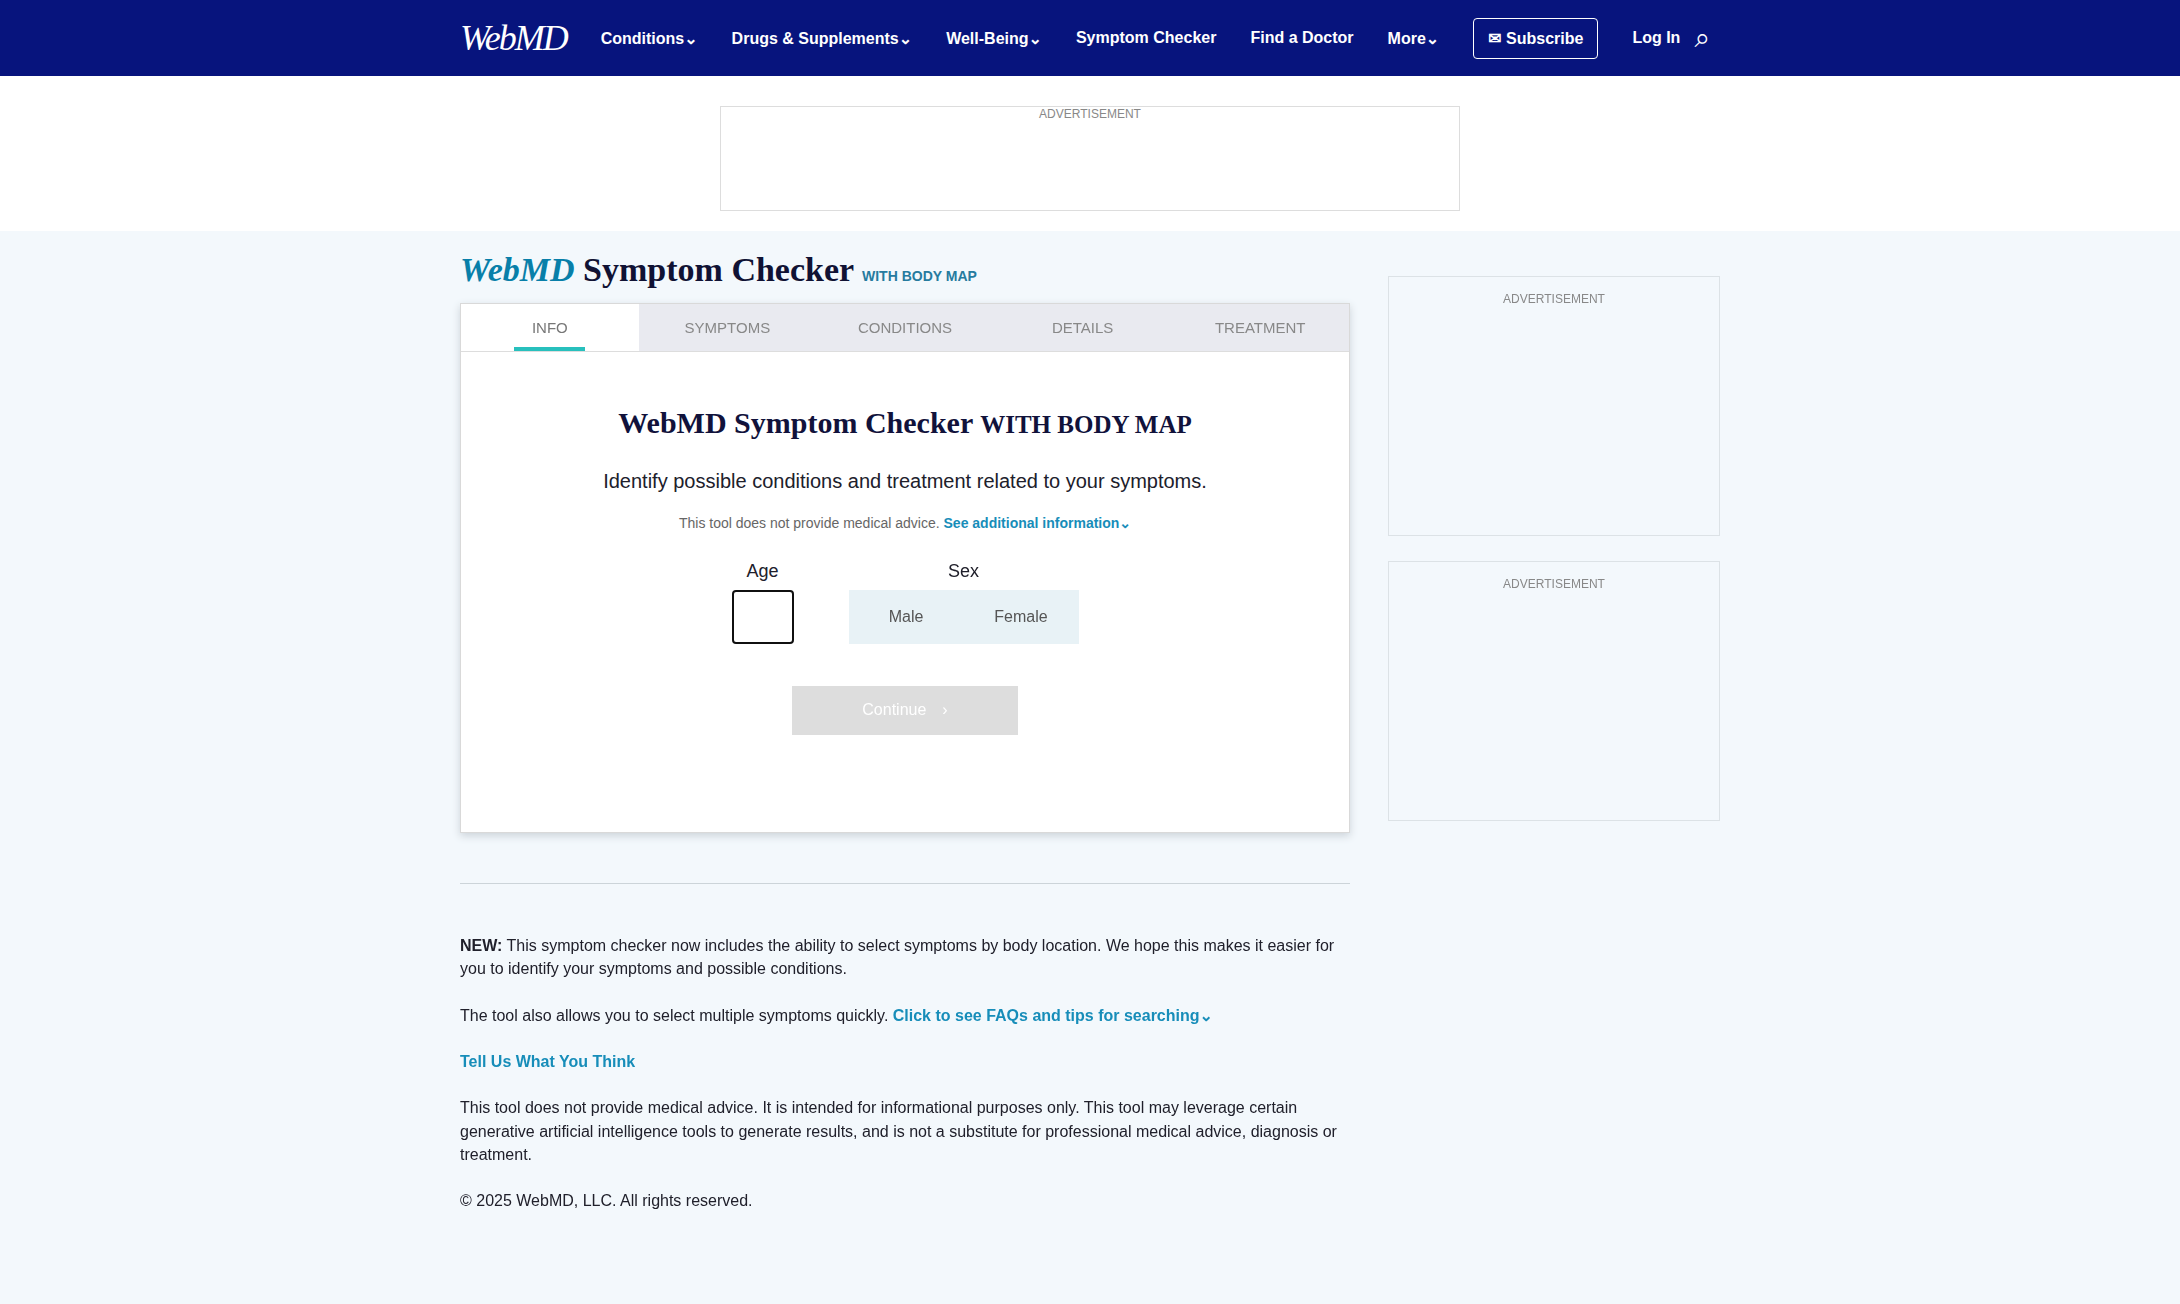 WebMD Conditions⌄ Drugs & Supplements⌄ Well-Being⌄ Symptom Checker Find a Doctor More⌄ ✉ Subscribe Log In
ADVERTISEMENT
WebMD Symptom Checker WITH BODY MAP
ADVERTISEMENT
INFO SYMPTOMS CONDITIONS DETAILS TREATMENT
WebMD Symptom Checker WITH BODY MAP
Identify possible conditions and treatment related to your symptoms.
This tool does not provide medical advice. See additional information⌄
Age Sex
Male Female
Continue ›
ADVERTISEMENT
NEW: This symptom checker now includes the ability to select symptoms by body location. We hope this makes it easier for
you to identify your symptoms and possible conditions.
The tool also allows you to select multiple symptoms quickly. Click to see FAQs and tips for searching⌄
Tell Us What You Think
This tool does not provide medical advice. It is intended for informational purposes only. This tool may leverage certain
generative artificial intelligence tools to generate results, and is not a substitute for professional medical advice, diagnosis or
treatment.
© 2025 WebMD, LLC. All rights reserved.